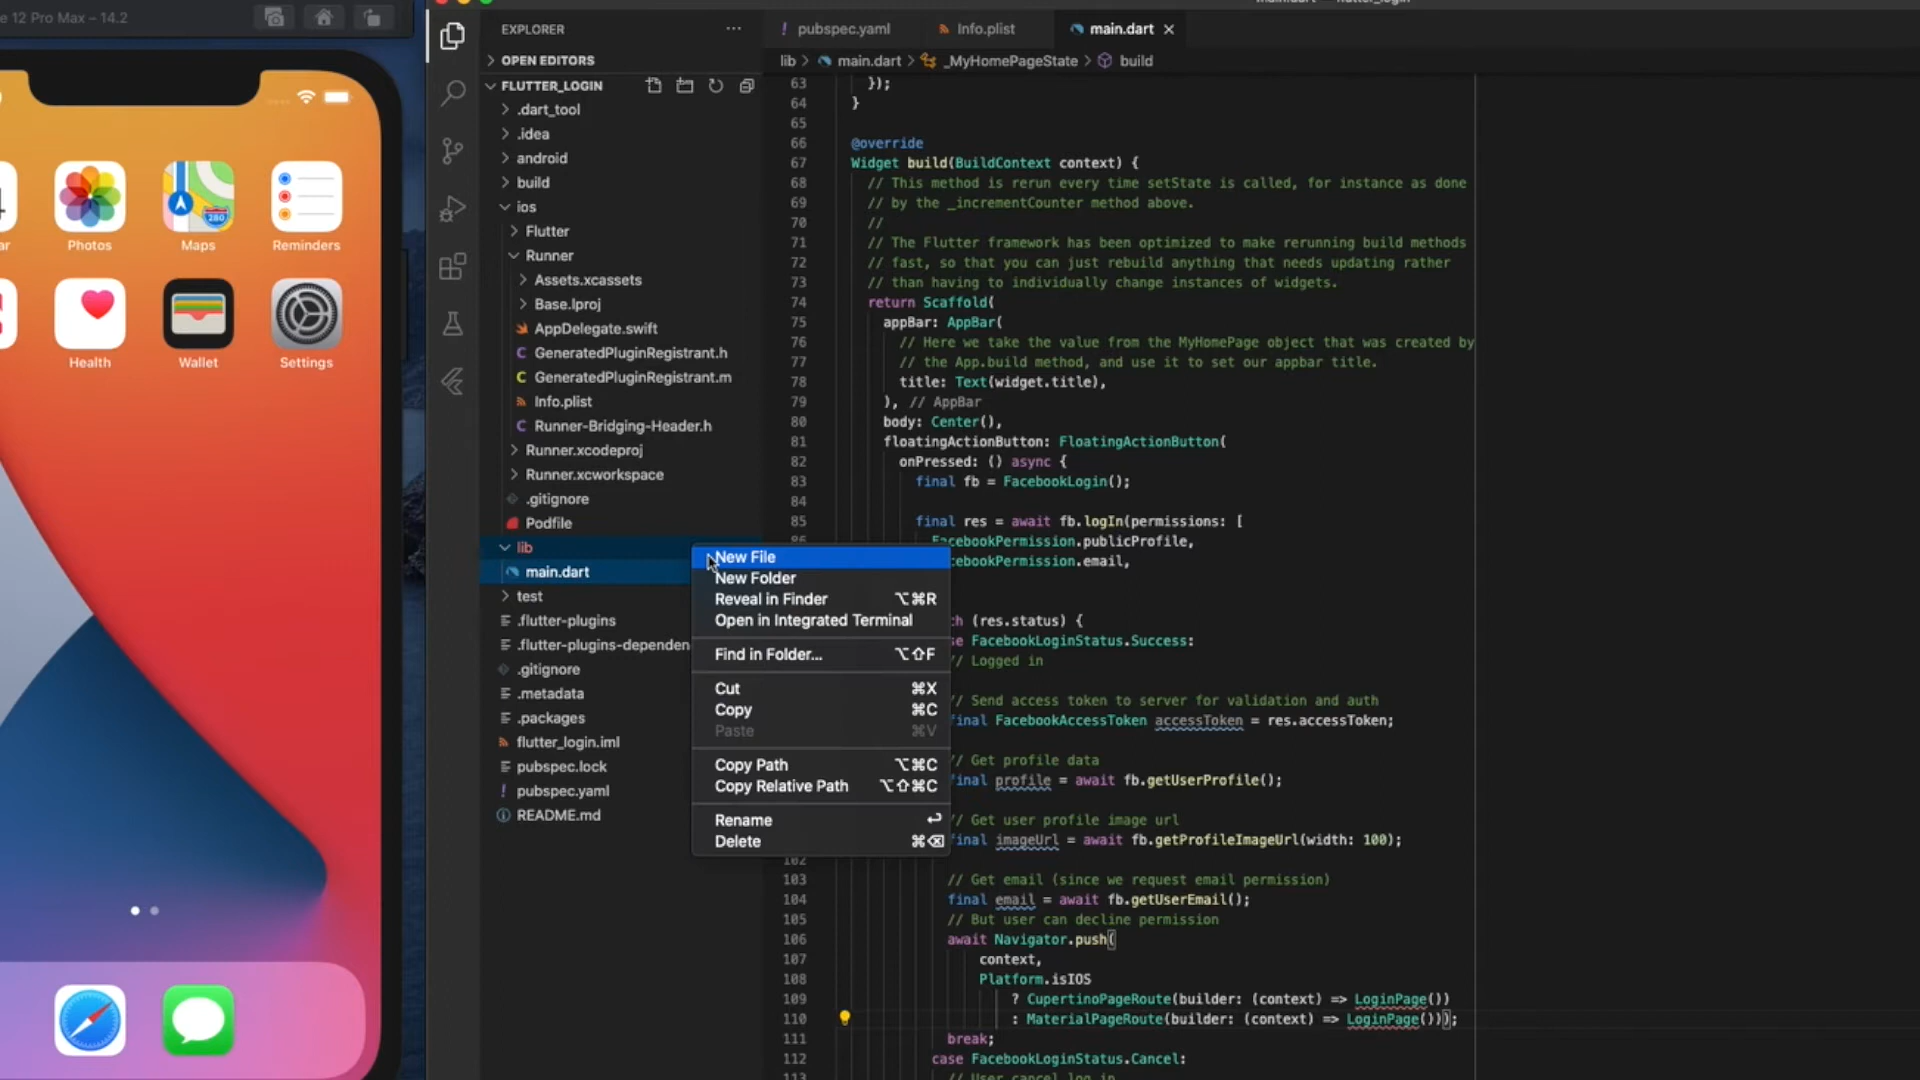 e 12 Pro Max – 14.2
ar
Photos
Maps
280
Reminders
Health
Wallet
Settings
EXPLORER
OPEN EDITORS
FLUTTER_LOGIN
.dart_tool
.idea
android
build
ios
Flutter
Runner
Assets.xcassets
Base.lproj
AppDelegate.swift
C GeneratedPluginRegistrant.h
C GeneratedPluginRegistrant.m
Info.plist
C Runner-Bridging-Header.h
Runner.xcodeproj
Runner.xcworkspace
.gitignore
Podfile
lib
main.dart
test
.flutter-plugins
.flutter-plugins-dependen
.gitignore
.metadata
.packages
flutter_login.iml
pubspec.lock
! pubspec.yaml
README.md
New File
New Folder
Reveal in Finder ⌥⌘R
Open in Integrated Terminal
Find in Folder... ⌥⇧F
Cut ⌘X
Copy ⌘C
Paste ⌘V
Copy Path ⌥⌘C
Copy Relative Path ⌥⇧⌘C
Rename ⏎
Delete ⌘⌫
! pubspec.yaml
Info.plist
main.dart ×
lib > main.dart > _MyHomePageState > build
63 });
64 }
65
66 @override
67 Widget build(BuildContext context) {
68 // This method is rerun every time setState is called, for instance as done
69 // by the _incrementCounter method above.
70 //
71 // The Flutter framework has been optimized to make rerunning build methods
72 // fast, so that you can just rebuild anything that needs updating rather
73 // than having to individually change instances of widgets.
74 return Scaffold(
75 appBar: AppBar(
76 // Here we take the value from the MyHomePage object that was created by
77 // the App.build method, and use it to set our appbar title.
78 title: Text(widget.title),
79 ), // AppBar
80 body: Center(),
81 floatingActionButton: FloatingActionButton(
82 onPressed: () async {
83 final fb = FacebookLogin();
84
85 final res = await fb.logIn(permissions: [
86 FacebookPermission.publicProfile,
ebookPermission.email,
ch (res.status) {
se FacebookLoginStatus.Success:
// Logged in
// Send access token to server for validation and auth
final FacebookAccessToken accessToken = res.accessToken;
// Get profile data
final profile = await fb.getUserProfile();
// Get user profile image url
final imageUrl = await fb.getProfileImageUrl(width: 100);
102
103 // Get email (since we request email permission)
104 final email = await fb.getUserEmail();
105 // But user can decline permission
106 await Navigator.push(
107 context,
108 Platform.isIOS
109 ? CupertinoPageRoute(builder: (context) => LoginPage())
110 : MaterialPageRoute(builder: (context) => LoginPage()));
111 break;
112 case FacebookLoginStatus.Cancel:
113 // User cancel log in